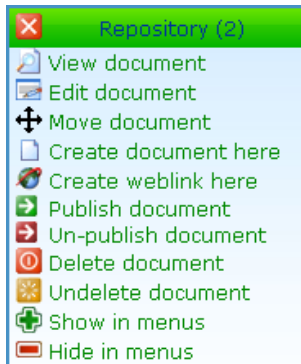 Repository (2)
View document
Edit document
Move document
Create document here
Create weblink here
Publish document
Un-publish document
Delete document
Undelete document
Show in menus
Hide in menus